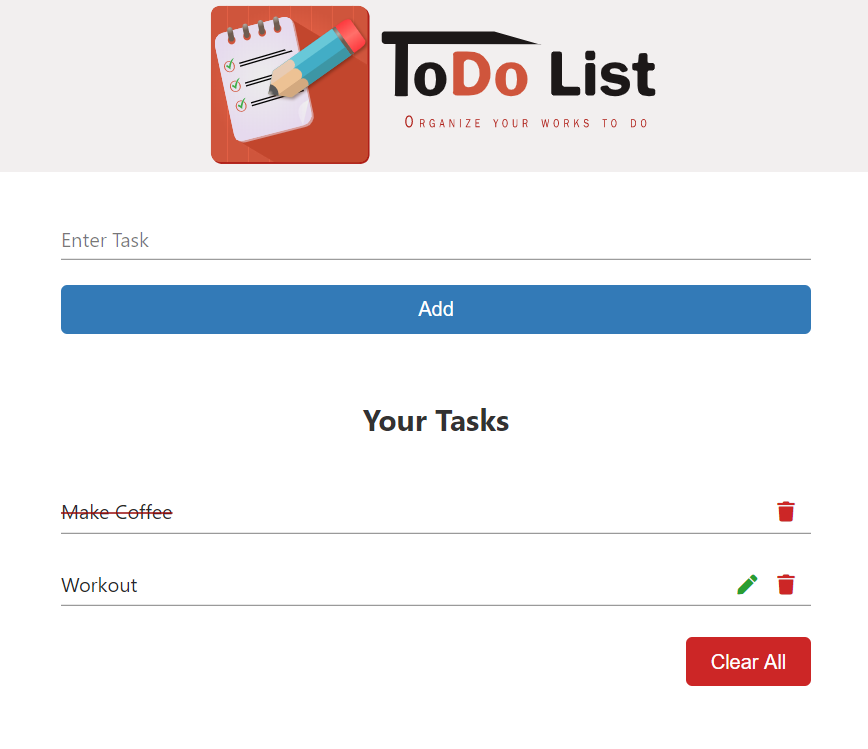 ToDo List
Organize your works to do
Enter Task
Add
Your Tasks
Make Coffee
Workout
Clear All